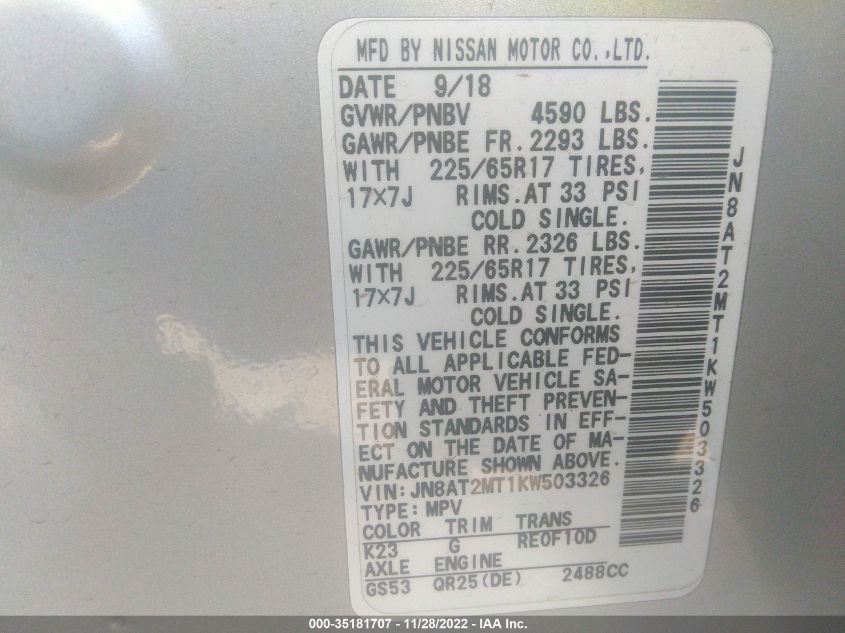 MFD BY NISSAN MOTOR CO.,LTD.
DATE 9/18
GVWR/PNBV 4590 LBS.
GAWR/PNBE FR. 2293 LBS.
WITH 225/65R17 TIRES,
17×7J RIMS. AT 33 PSI
COLD SINGLE.
GAWR/PNBE RR. 2326 LBS.
WITH 225/65R17 TIRES,
17×7J RIMS. AT 33 PSI
COLD SINGLE.
THIS VEHICLE CONFORMS
TO ALL APPLICABLE FED-
ERAL MOTOR VEHICLE SA-
FETY AND THEFT PREVEN-
TION STANDARDS IN EFF-
ECT ON THE DATE OF MA-
NUFACTURE SHOWN ABOVE.
VIN: JN8AT2MT1KW503326
TYPE: MPV
COLOR TRIM TRANS
K23 G RE0F10D
AXLE ENGINE
GS53 QR25(DE) 2488CC
JN8AT2MT1KW503326
000-35181707 - 11/28/2022 - IAA Inc.